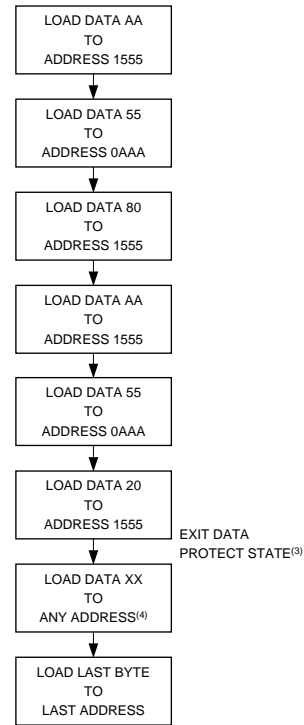 LOAD DATA AA
TO
ADDRESS 1555
LOAD DATA 55
TO
ADDRESS 0AAA
LOAD DATA 80
TO
ADDRESS 1555
LOAD DATA AA
TO
ADDRESS 1555
LOAD DATA 55
TO
ADDRESS 0AAA
LOAD DATA 20
TO
ADDRESS 1555
EXIT DATA
PROTECT STATE(3)
LOAD DATA XX
TO
ANY ADDRESS(4)
LOAD LAST BYTE
TO
LAST ADDRESS